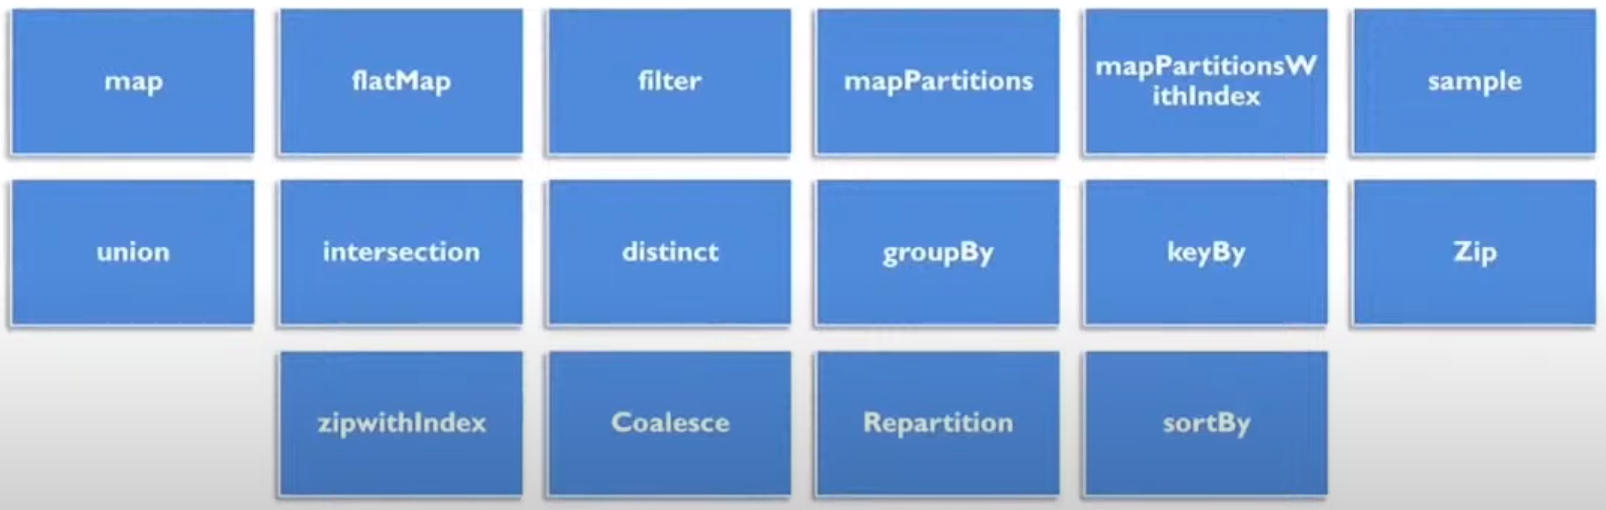 map
flatMap
filter
mapPartitions
mapPartitionsW
ithIndex
sample
union
intersection
distinct
groupBy
keyBy
Zip
zipwithIndex
Coalesce
Repartition
sortBy